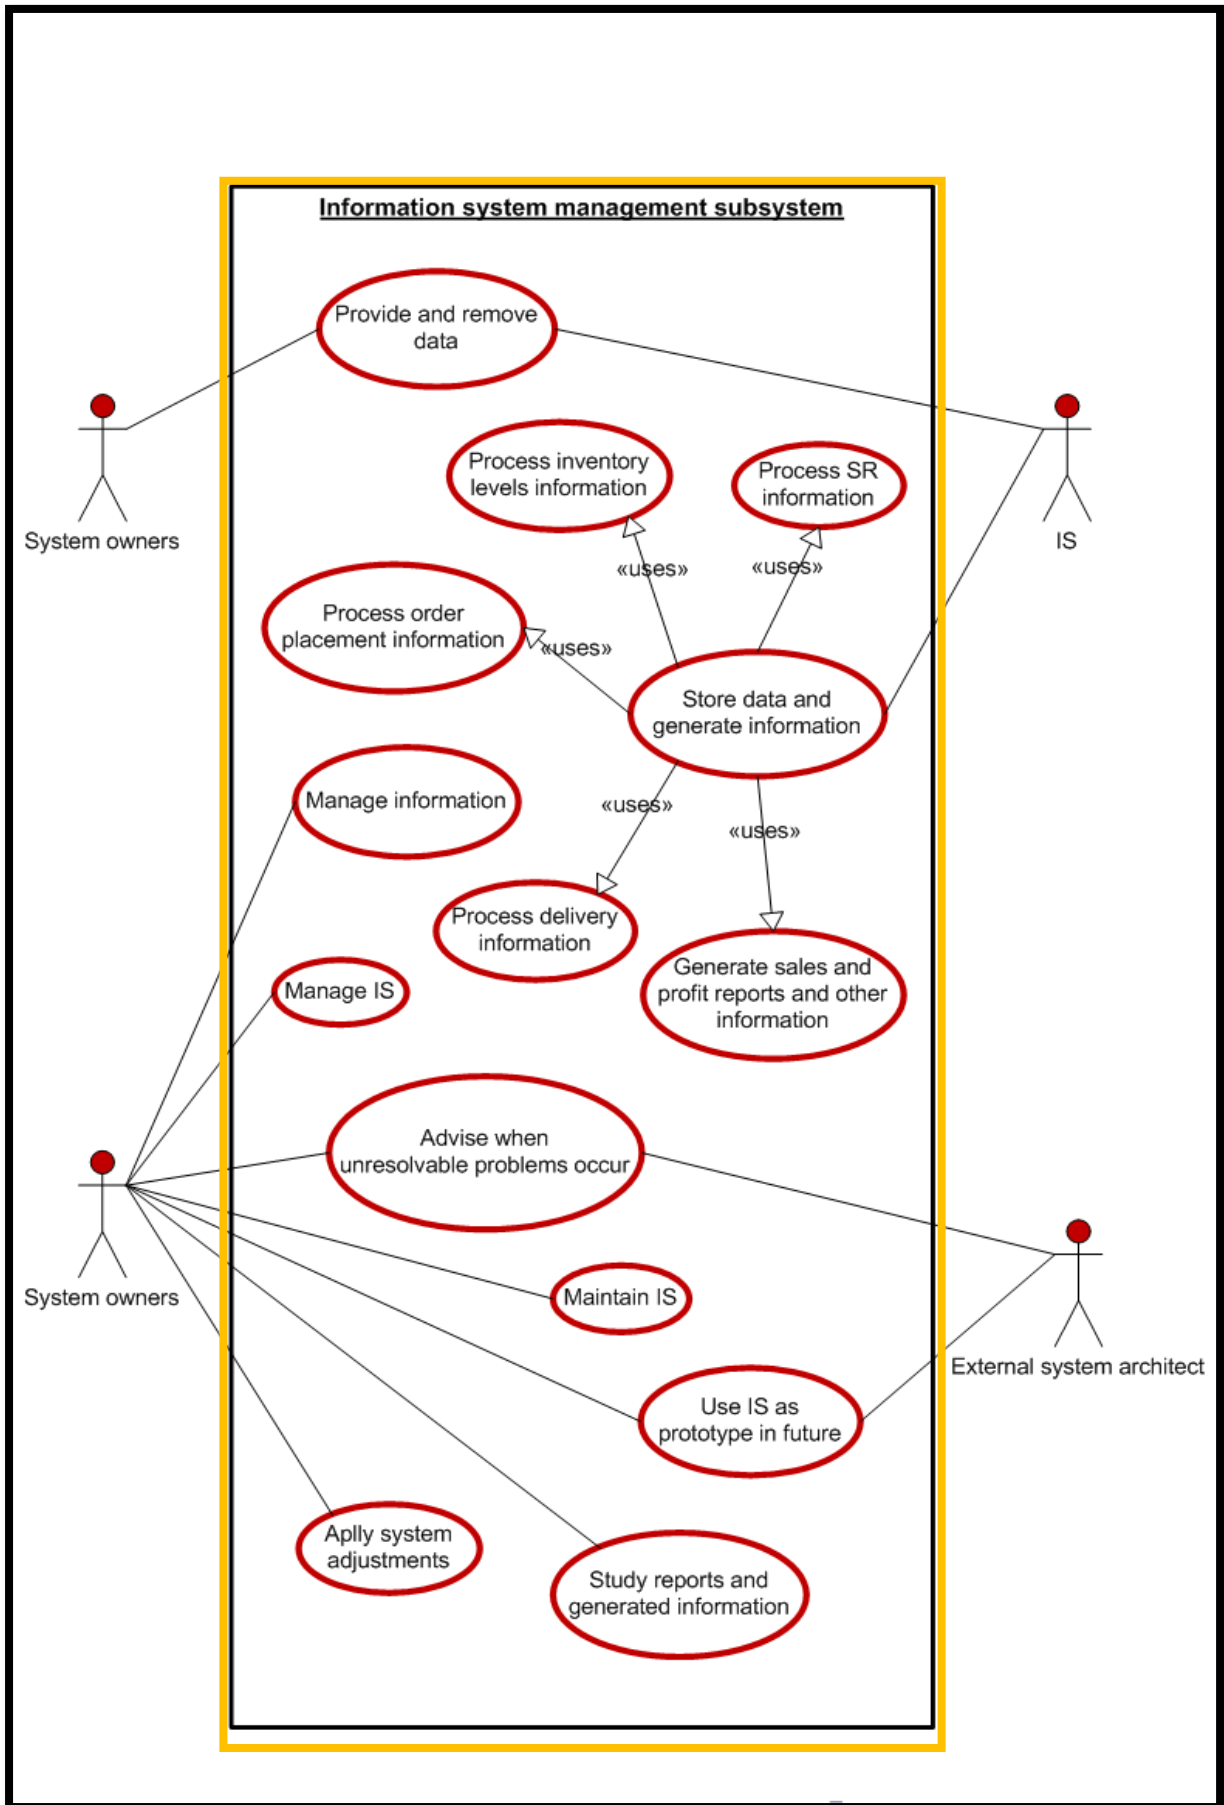 Information system management subsystem
Provide and remove
data
System owners
IS
Process inventory
levels information
Process SR
information
«uses»
«uses»
Process order
placement information
«uses»
Store data and
generate information
Manage information
«uses»
«uses»
Process delivery
information
Generate sales and
profit reports and other
information
Manage IS
Advise when
unresolvable problems occur
System owners
Maintain IS
External system architect
Use IS as
prototype in future
Aplly system
adjustments
Study reports and
generated information